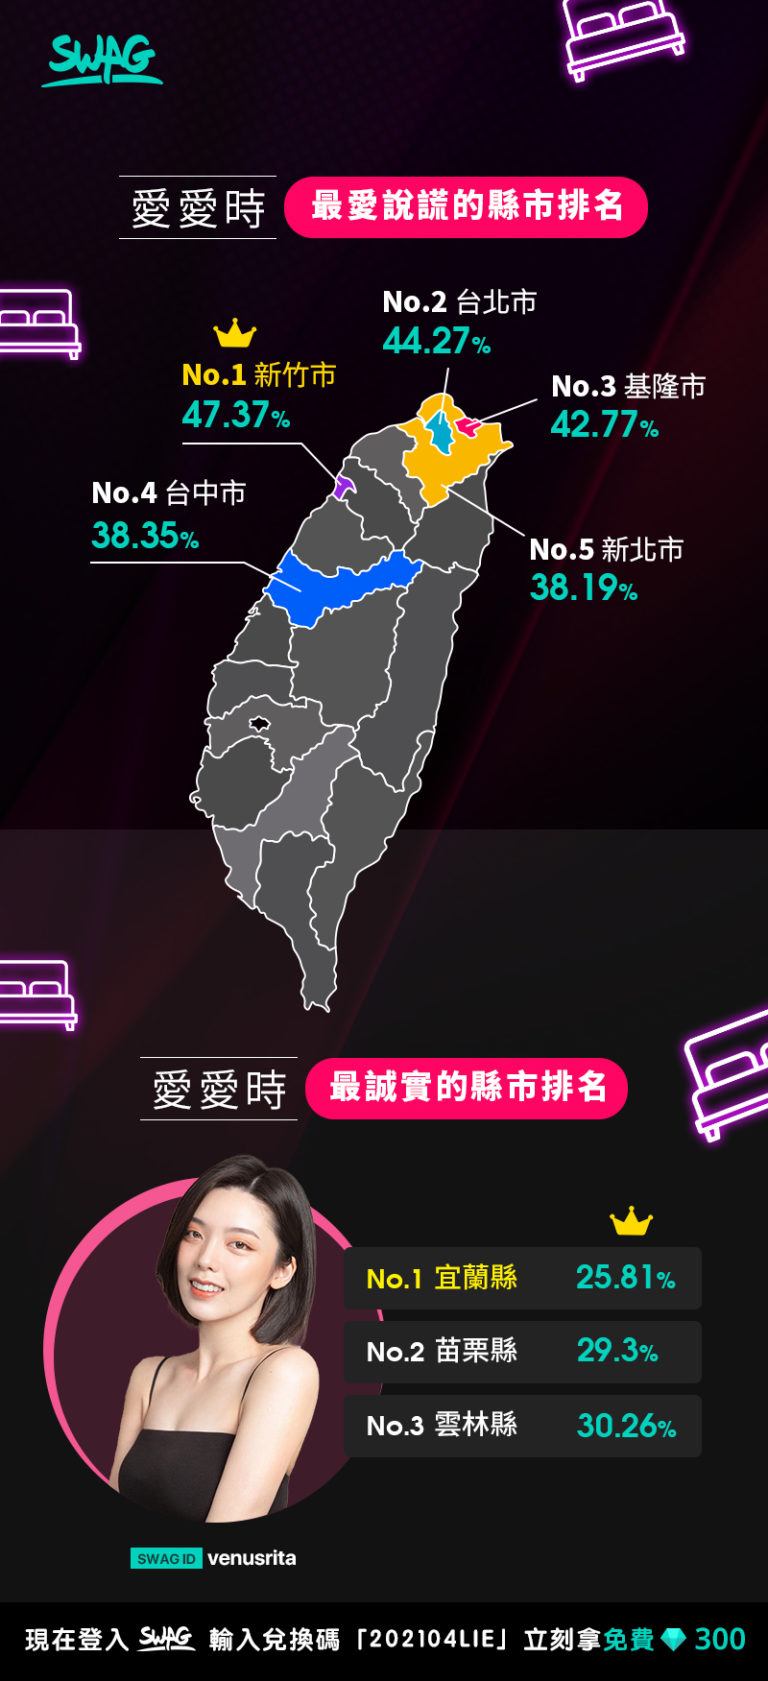 SWAG
愛愛時 最愛說謊的縣市排名
No.2 台北市
44.27%
No.1 新竹市
47.37%
No.3 基隆市
42.77%
No.4 台中市
38.35%
No.5 新北市
38.19%
愛愛時 最誠實的縣市排名
No.1 宜蘭縣 25.81%
No.2 苗栗縣 29.3%
No.3 雲林縣 30.26%
SWAG ID venusrita
現在登入 SWAG 輸入兌換碼「202104LIE」立刻拿免費 300